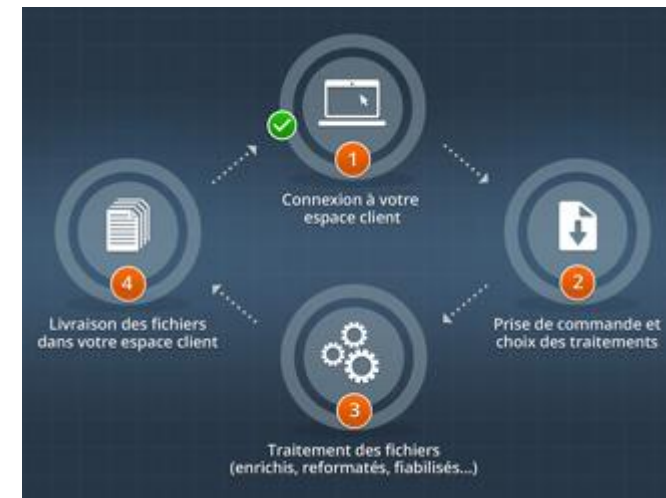 1
Connexion à votre
espace client
2
Prise de commande et
choix des traitements
3
Traitement des fichiers
(enrichis, reformatés, fiabilisés...)
4
Livraison des fichiers
dans votre espace client